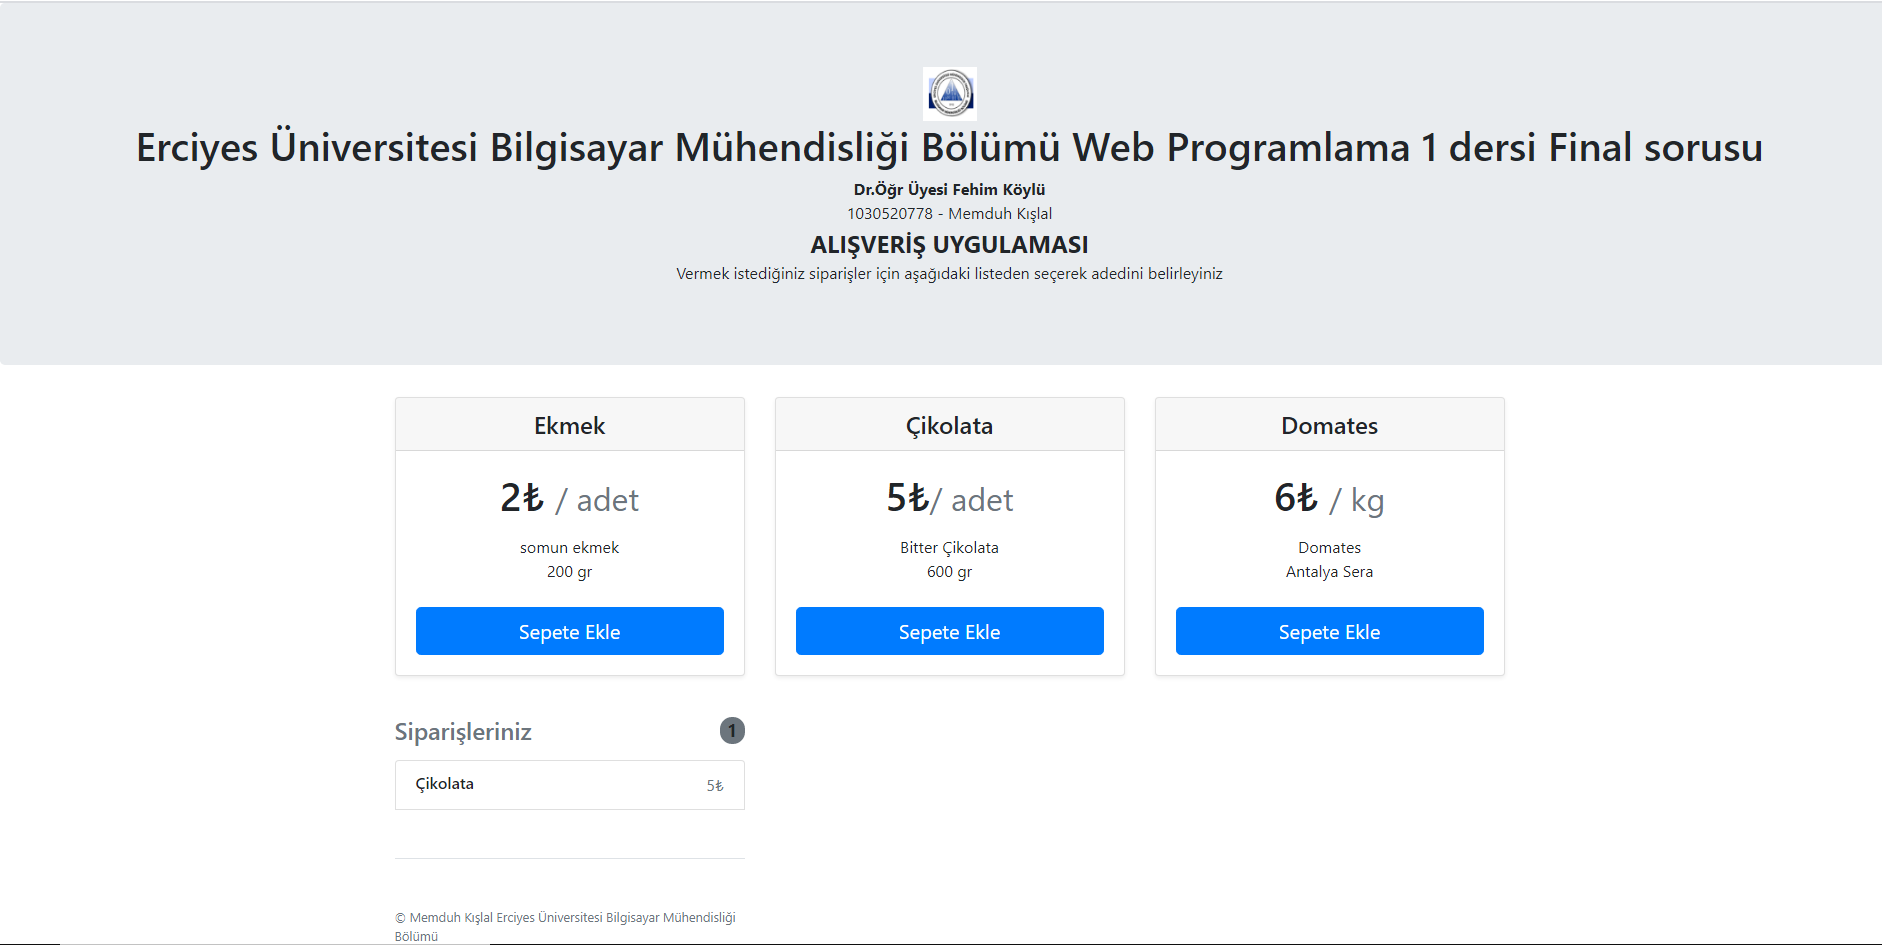 Erciyes Üniversitesi Bilgisayar Mühendisliği Bölümü Web Programlama 1 dersi Final sorusu
Dr.Öğr Üyesi Fehim Köylü
1030520778 - Memduh Kışlal
ALIŞVERİŞ UYGULAMASI
Vermek istediğiniz siparişler için aşağıdaki listeden seçerek adedini belirleyiniz
Ekmek
2₺ / adet
somun ekmek
200 gr
Sepete Ekle
Çikolata
5₺/ adet
Bitter Çikolata
600 gr
Sepete Ekle
Domates
6₺ / kg
Domates
Antalya Sera
Sepete Ekle
Siparişleriniz 1
Çikolata 5₺
© Memduh Kışlal Erciyes Üniversitesi Bilgisayar Mühendisliği
Bölümü